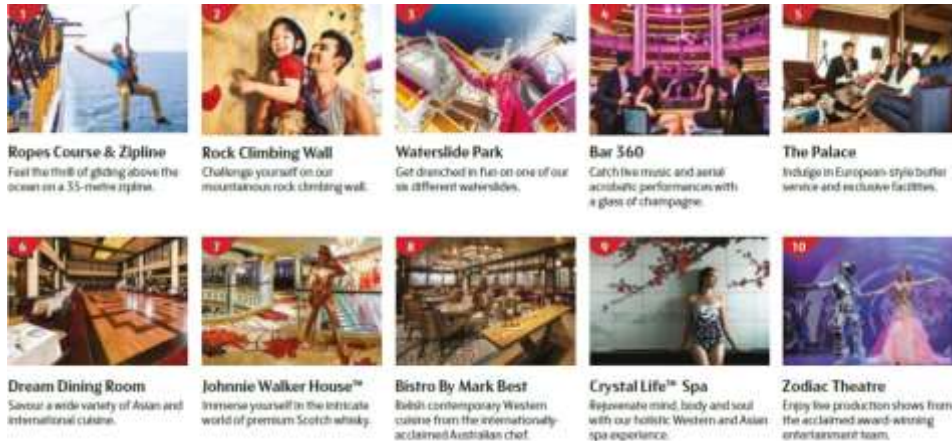 1
2
3
4
5
Ropes Course & Zipline
Feel the thrill of gliding above the
ocean on a 35-metre zipline.
Rock Climbing Wall
Challenge yourself on our
mountainous rock climbing wall.
Waterslide Park
Get drenched in fun on one of our
six different waterslides.
Bar 360
Catch live music and aerial
acrobatic performances with
a glass of champagne.
The Palace
Indulge in European-style butler
service and exclusive facilities.
6
7
8
9
10
Dream Dining Room
Savour a wide variety of Asian and
international cuisine.
Johnnie Walker House™
Immerse yourself in the intricate
world of premium Scotch whisky.
Bistro By Mark Best
Relish contemporary Western
cuisine from the internationally-
acclaimed Australian chef.
Crystal Life™ Spa
Rejuvenate mind, body and soul
with our holistic Western and Asian
spa experience.
Zodiac Theatre
Enjoy live production shows from
the acclaimed award-winning
entertainment team.